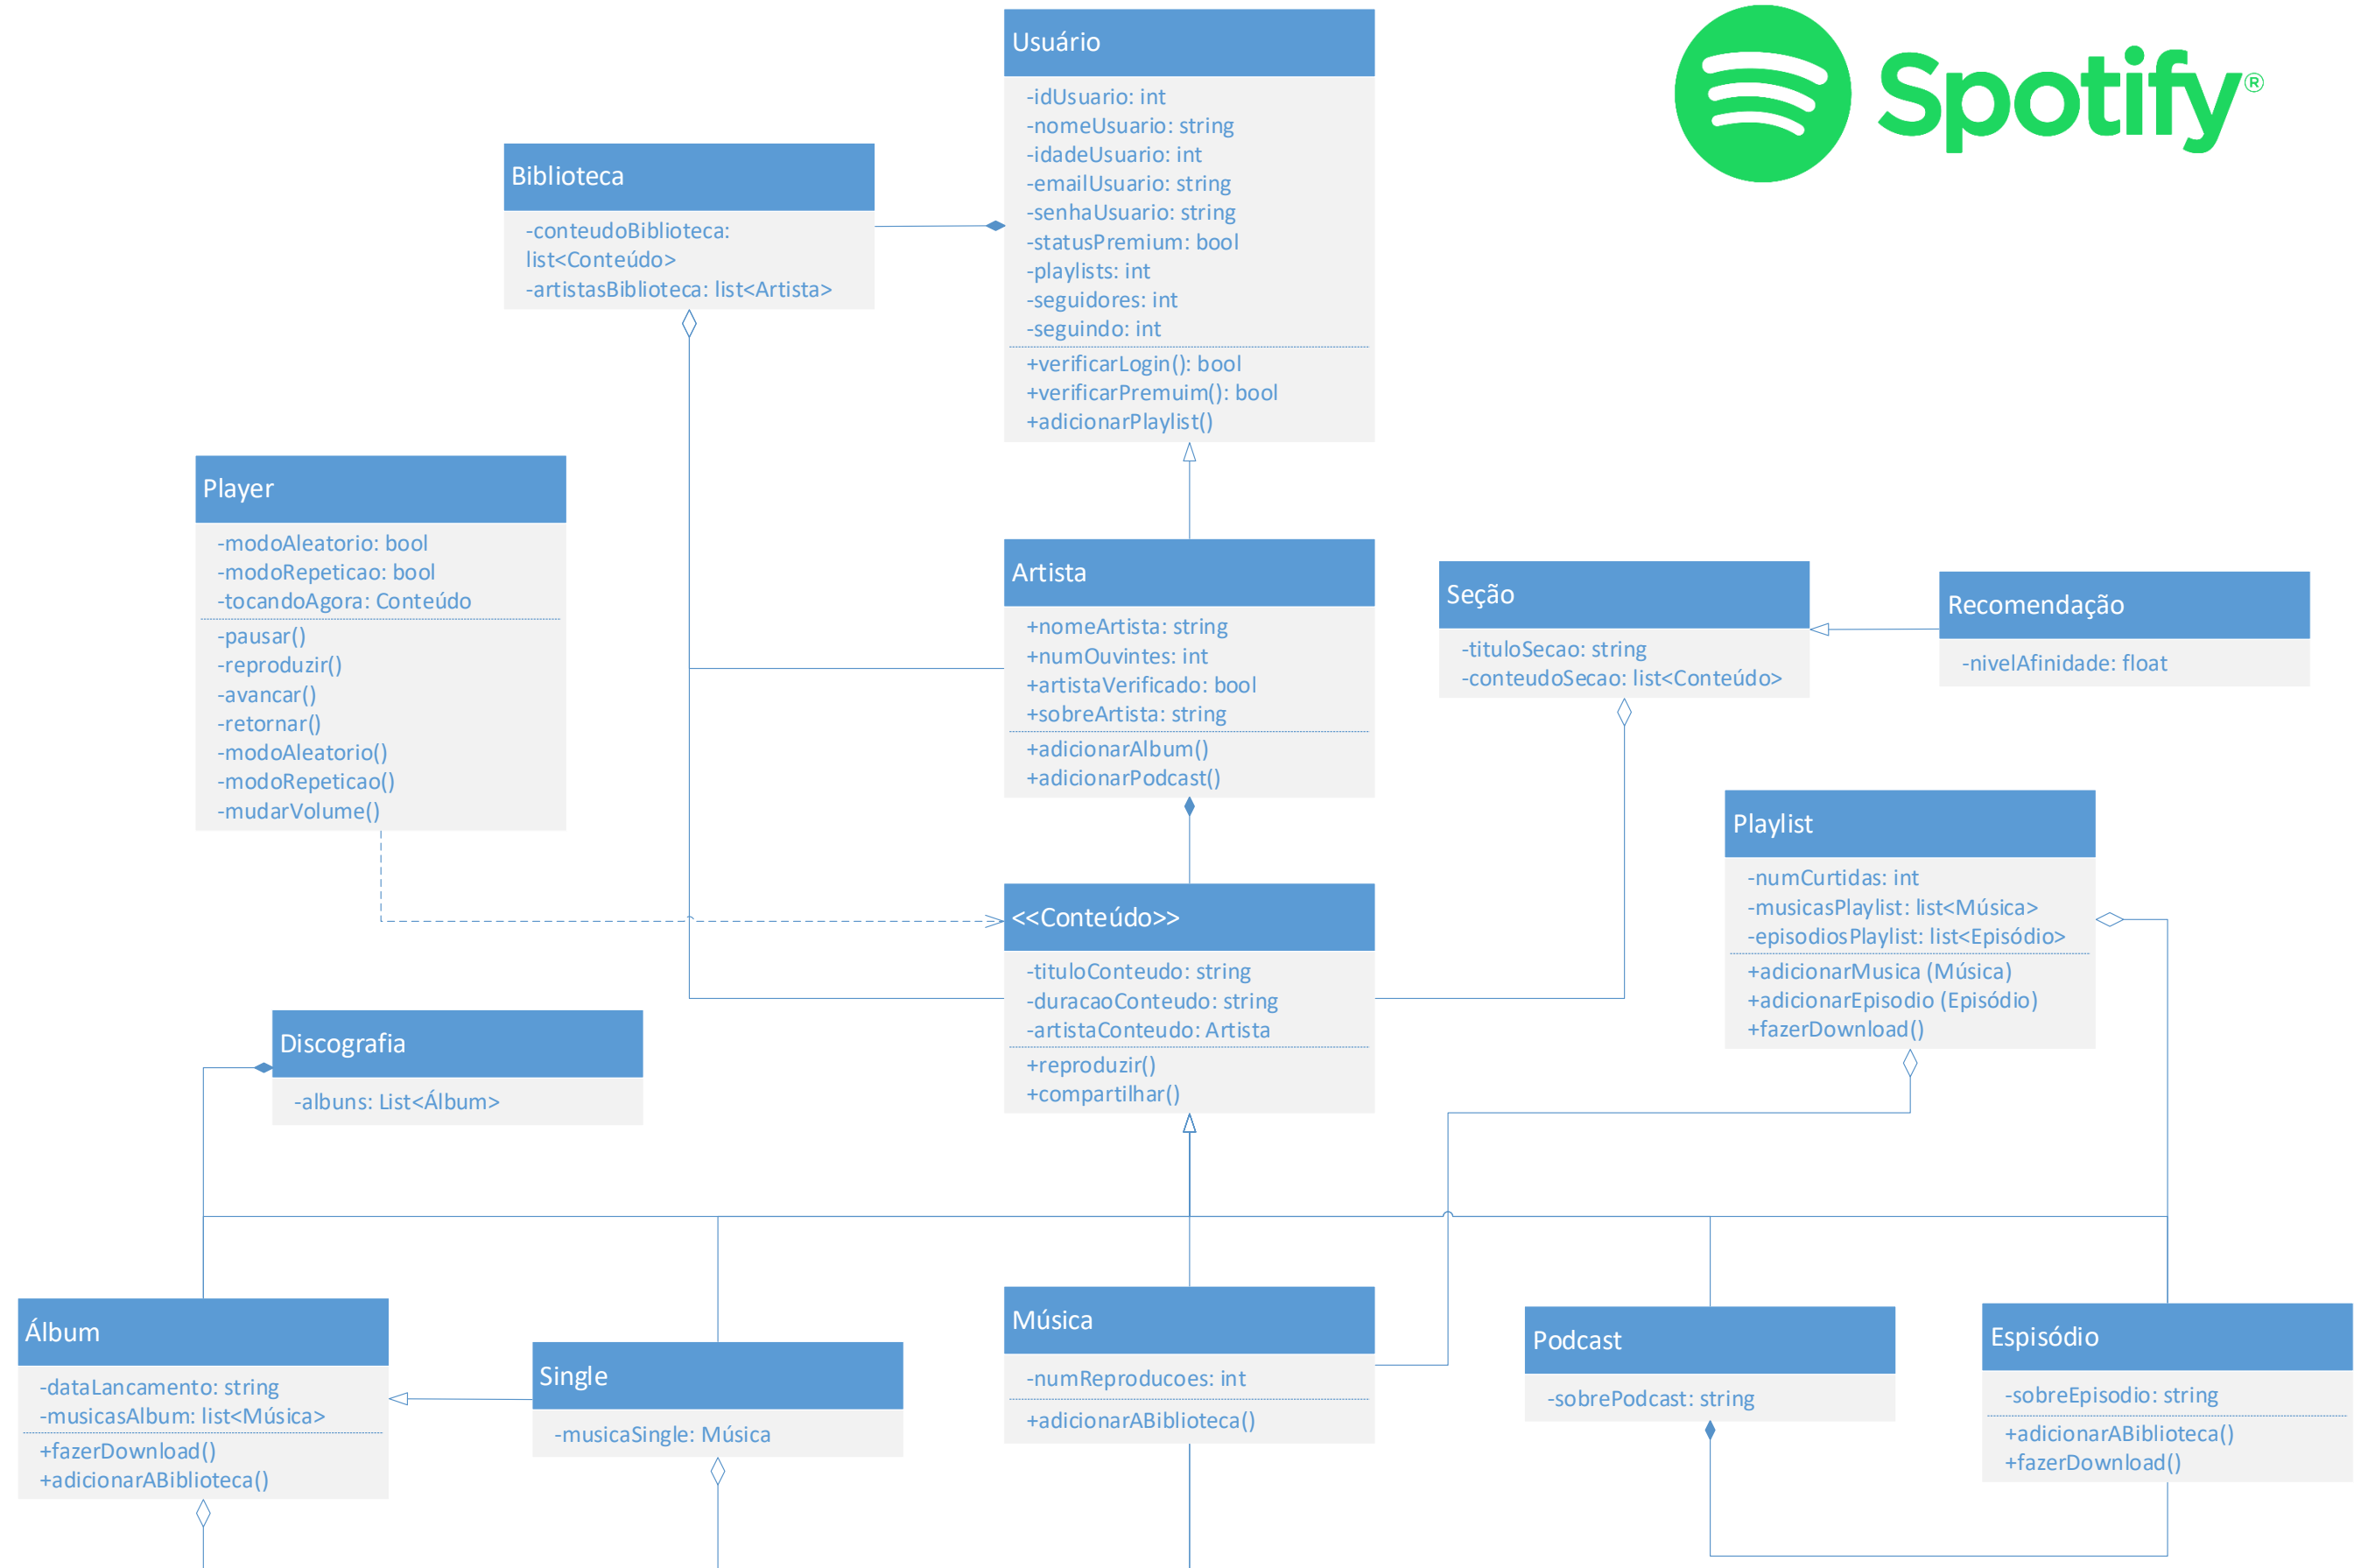 Usuário
-idUsuario: int
-nomeUsuario: string
-idadeUsuario: int
-emailUsuario: string
-senhaUsuario: string
-statusPremium: bool
-playlists: int
-seguidores: int
-seguindo: int
+verificarLogin(): bool
+verificarPremuim(): bool
+adicionarPlaylist()
Spotify®
Biblioteca
-conteudoBiblioteca:
list<Conteúdo>
-artistasBiblioteca: list<Artista>
Player
-modoAleatorio: bool
-modoRepeticao: bool
-tocandoAgora: Conteúdo
-pausar()
-reproduzir()
-avancar()
-retornar()
-modoAleatorio()
-modoRepeticao()
-mudarVolume()
Artista
+nomeArtista: string
+numOuvintes: int
+artistaVerificado: bool
+sobreArtista: string
+adicionarAlbum()
+adicionarPodcast()
Seção
-tituloSecao: string
-conteudoSecao: list<Conteúdo>
Recomendação
-nivelAfinidade: float
Playlist
-numCurtidas: int
-musicasPlaylist: list<Música>
-episodiosPlaylist: list<Episódio>
+adicionarMusica (Música)
+adicionarEpisodio (Episódio)
+fazerDownload()
<<Conteúdo>>
-tituloConteudo: string
-duracaoConteudo: string
-artistaConteudo: Artista
+reproduzir()
+compartilhar()
Discografia
-albuns: List<Álbum>
Álbum
-dataLancamento: string
-musicasAlbum: list<Música>
+fazerDownload()
+adicionarABiblioteca()
Single
-musicaSingle: Música
Música
-numReproducoes: int
+adicionarABiblioteca()
Podcast
-sobrePodcast: string
Espisódio
-sobreEpisodio: string
+adicionarABiblioteca()
+fazerDownload()